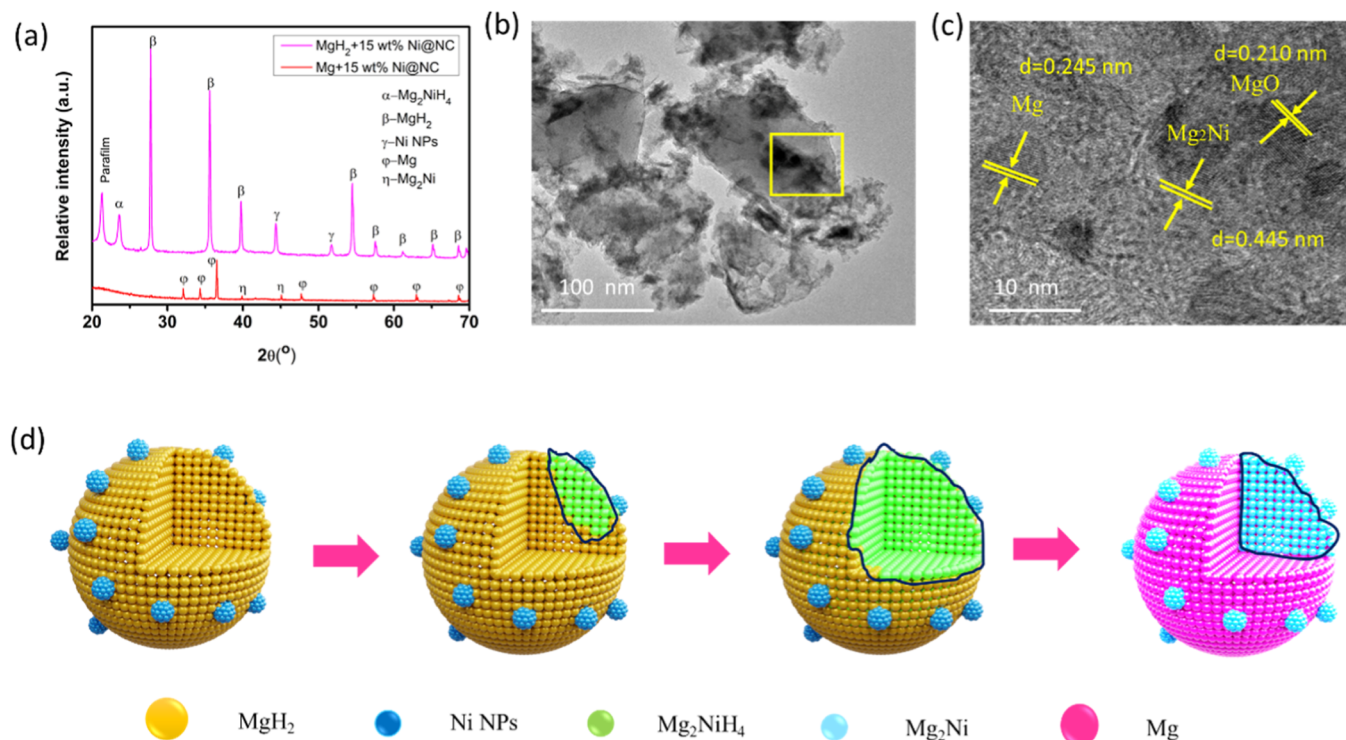 (a)
Relative intensity (a.u.)
Parafilm
α
β
β
β
γ
γ
β
β
β
β
β
MgH₂+15 wt% Ni@NC
Mg+15 wt% Ni@NC
α–Mg₂NiH₄
β–MgH₂
γ–Ni NPs
φ–Mg
η–Mg₂Ni
φ
φ
φ
η
η
φ
φ
φ
φ
20 30 40 50 60 70
2θ(°)
(b)
100 nm
(c)
d=0.245 nm
Mg
d=0.210 nm
MgO
Mg₂Ni
d=0.445 nm
10 nm
(d)
MgH₂ Ni NPs Mg₂NiH₄ Mg₂Ni Mg